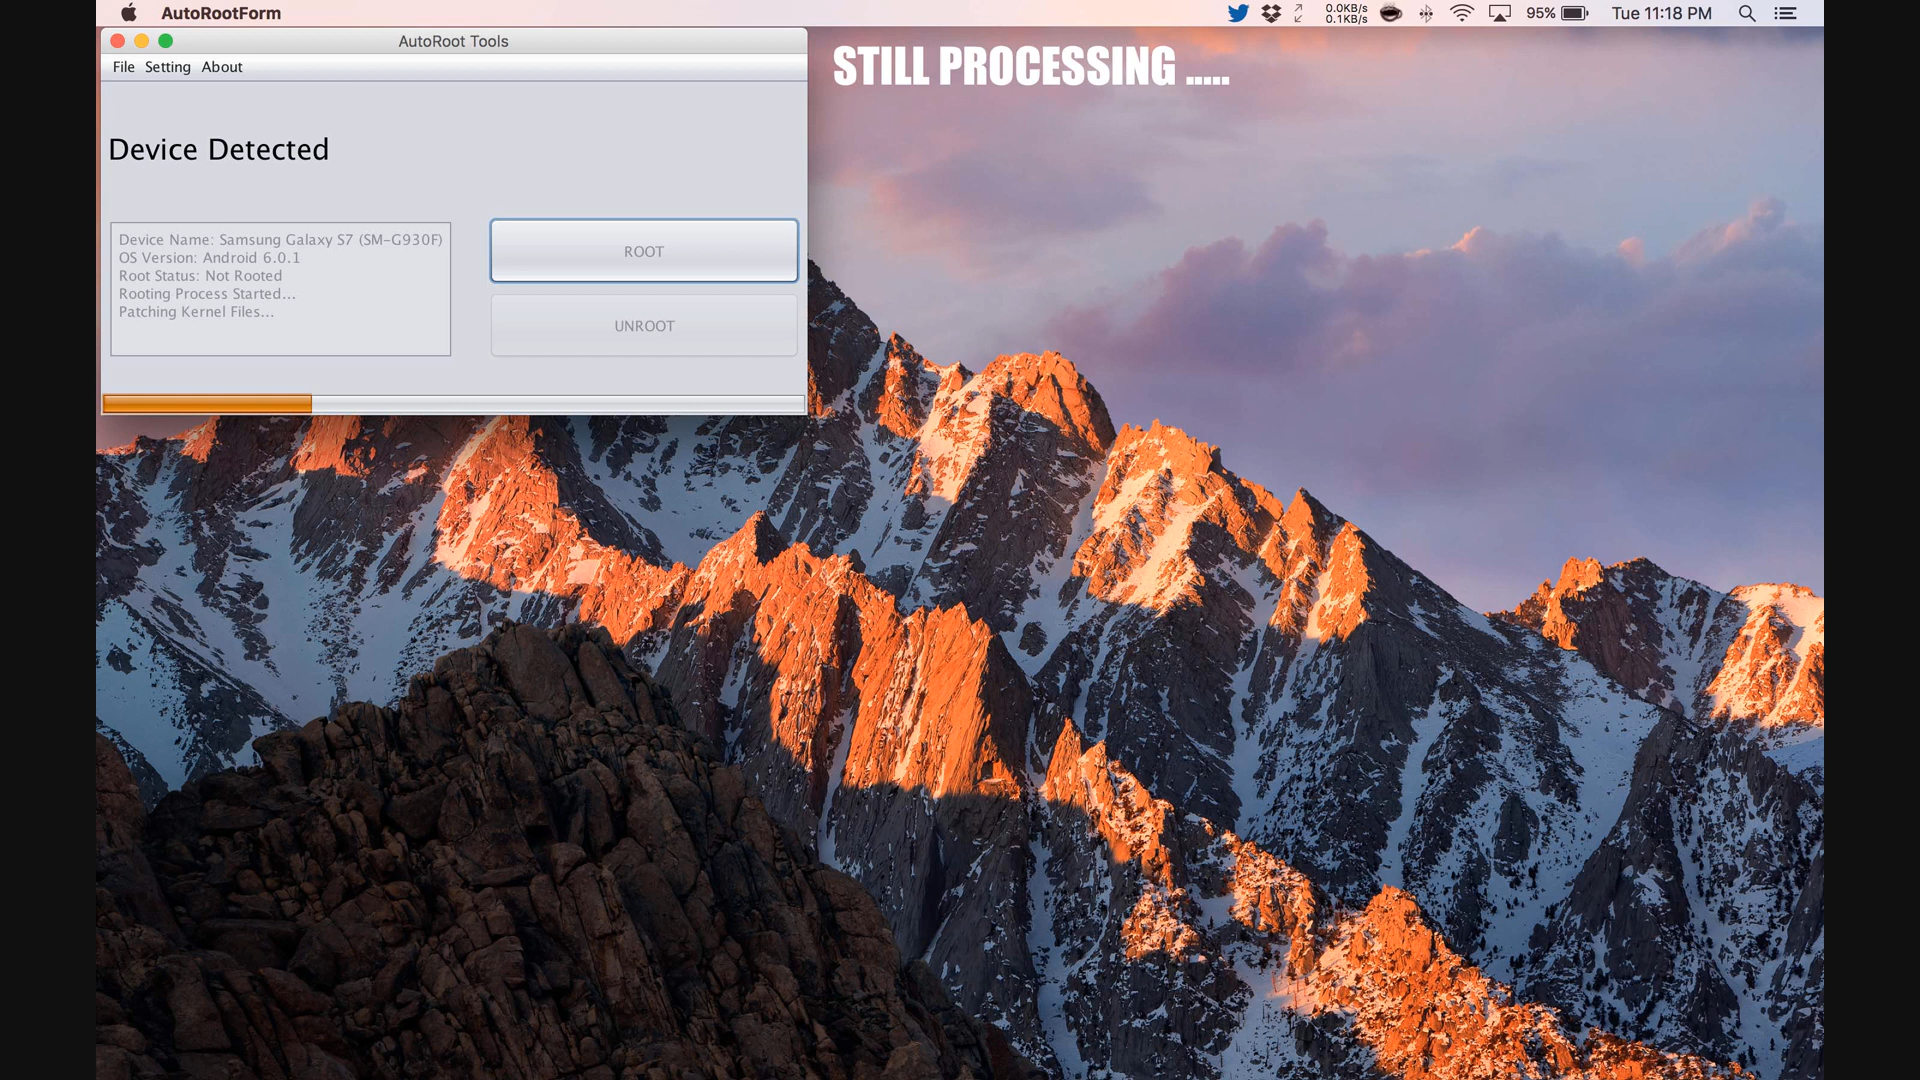 AutoRootForm
0.0KB/s
0.1KB/s
95%
Tue 11:18 PM
AutoRoot Tools
STILL PROCESSING .....
File Setting About
Device Detected
Device Name: Samsung Galaxy S7 (SM-G930F)
OS Version: Android 6.0.1
Root Status: Not Rooted
Rooting Process Started...
Patching Kernel Files...
ROOT
UNROOT